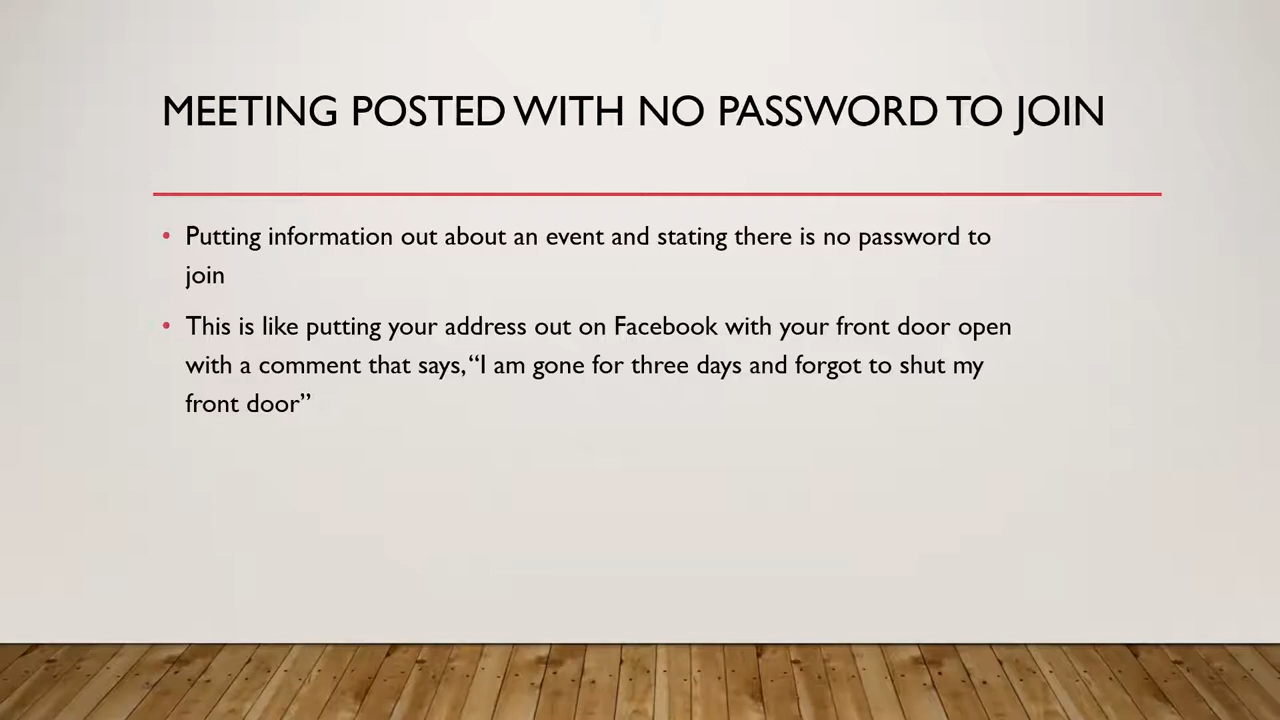 MEETING POSTED WITH NO PASSWORD TO JOIN
• Putting information out about an event and stating there is no password to
join
• This is like putting your address out on Facebook with your front door open
with a comment that says, “I am gone for three days and forgot to shut my
front door”